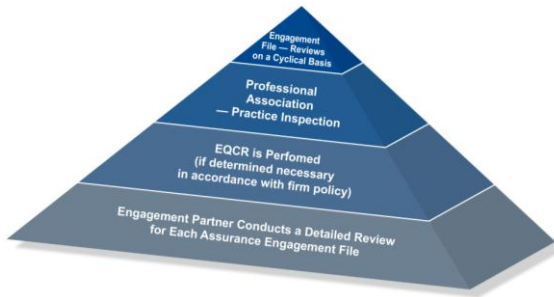 Engagement
File — Reviews
on a Cyclical Basis
Professional
Association
— Practice Inspection
EQCR is Perfomed
(if determined necessary
in accordance with firm policy)
Engagement Partner Conducts a Detailed Review
for Each Assurance Engagement File